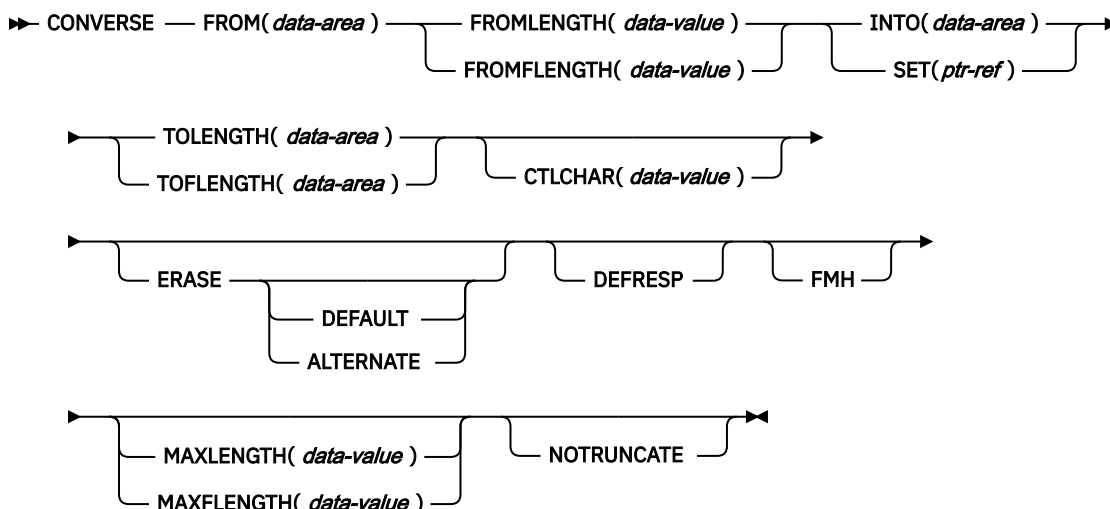 CONVERSE FROM( data-area ) FROMLENGTH( data-value ) INTO( data-area )
FROMFLENGTH( data-value ) SET( ptr-ref )
TOLENGTH( data-area )
TOFLENGTH( data-area ) CTLCHAR( data-value )
ERASE DEFRESP FMH
DEFAULT
ALTERNATE
MAXLENGTH( data-value ) NOTRUNCATE
MAXFLENGTH( data-value )